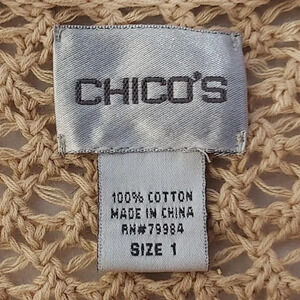 CHICO'S
100% COTTON
MADE IN CHINA
RN#79984
SIZE 1